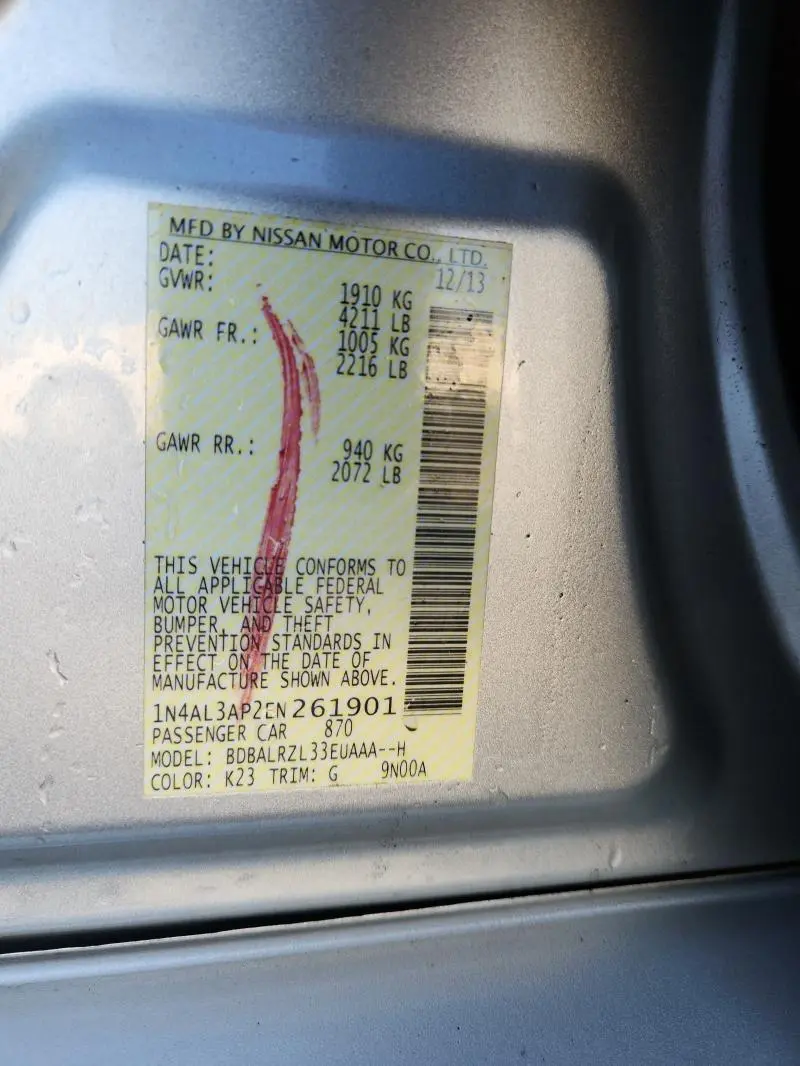 MFD BY NISSAN MOTOR CO., LTD.
DATE: 12/13
GVWR: 1910 KG
4211 LB
GAWR FR.: 1005 KG
2216 LB
GAWR RR.: 940 KG
2072 LB
THIS VEHICLE CONFORMS TO
ALL APPLICABLE FEDERAL
MOTOR VEHICLE SAFETY,
BUMPER, AND THEFT
PREVENTION STANDARDS IN
EFFECT ON THE DATE OF
MANUFACTURE SHOWN ABOVE.
1N4AL3AP2EN261901
PASSENGER CAR 870
MODEL: BDBALRZL33EUAAA--H
COLOR: K23 TRIM: G 9N00A